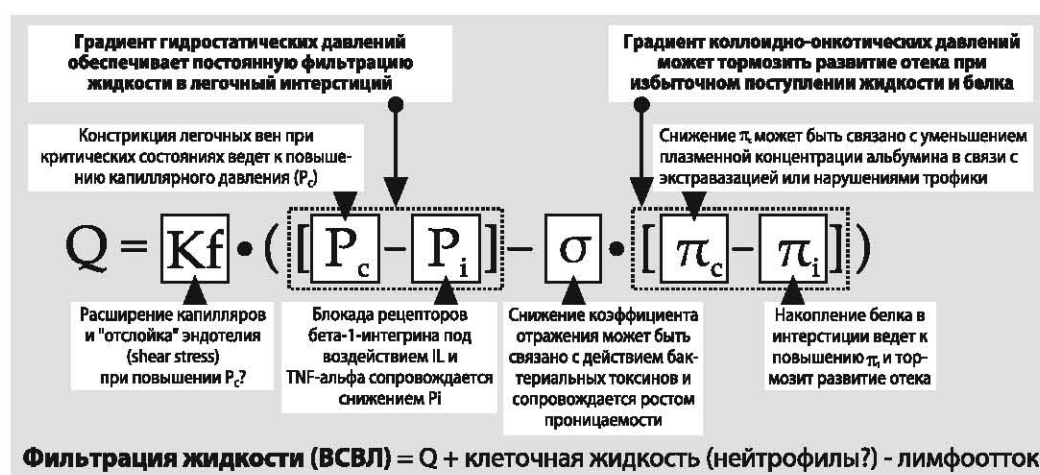 Градиент гидростатических давлений
обеспечивает постоянную фильтрацию
жидкости в легочный интерстиций
Градиент коллоидно-онкотических давлений
может тормозить развитие отека при
избыточном поступлении жидкости и белка
Констрикция легочных вен при
критических состояниях ведет к повыше-
нию капиллярного давления (Pc)
Снижение πc может быть связано с уменьшением
плазменной концентрации альбумина в связи с
экстравазацией или нарушениями трофики
Q = Kf • ([Pc – Pi] – σ • [πc – πi])
Расширение капилляров
и "отслойка" эндотелия
(shear stress)
при повышении Pc?
Блокада рецепторов
бета-1-интегрина под
воздействием IL и
TNF-альфа сопровождается
снижением Pi
Снижение коэффициента
отражения может быть
связано с действием бак-
териальных токсинов и
сопровождается ростом
проницаемости
Накопление белка в
интерстиции ведет к
повышению πi и тор-
мозит развитие отека
Фильтрация жидкости (ВСВЛ) = Q + клеточная жидкость (нейтрофилы?) - лимфоотток